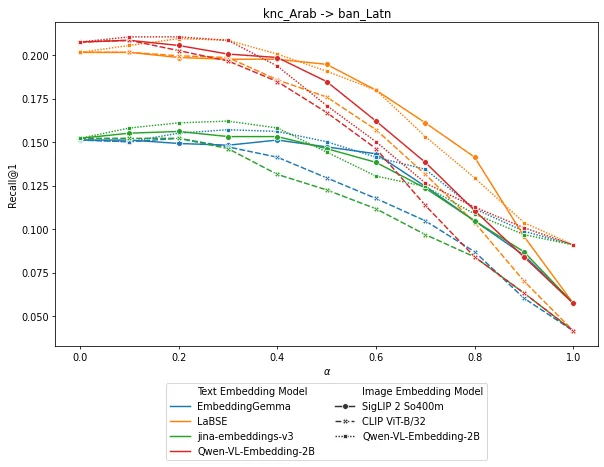 knc_Arab -> ban_Latn
Recall@1
0.200
0.175
0.150
0.125
0.100
0.075
0.050
0.0 0.2 0.4 0.6 0.8 1.0
α
Text Embedding Model
EmbeddingGemma
LaBSE
jina-embeddings-v3
Qwen-VL-Embedding-2B
Image Embedding Model
SigLIP 2 So400m
CLIP ViT-B/32
Qwen-VL-Embedding-2B